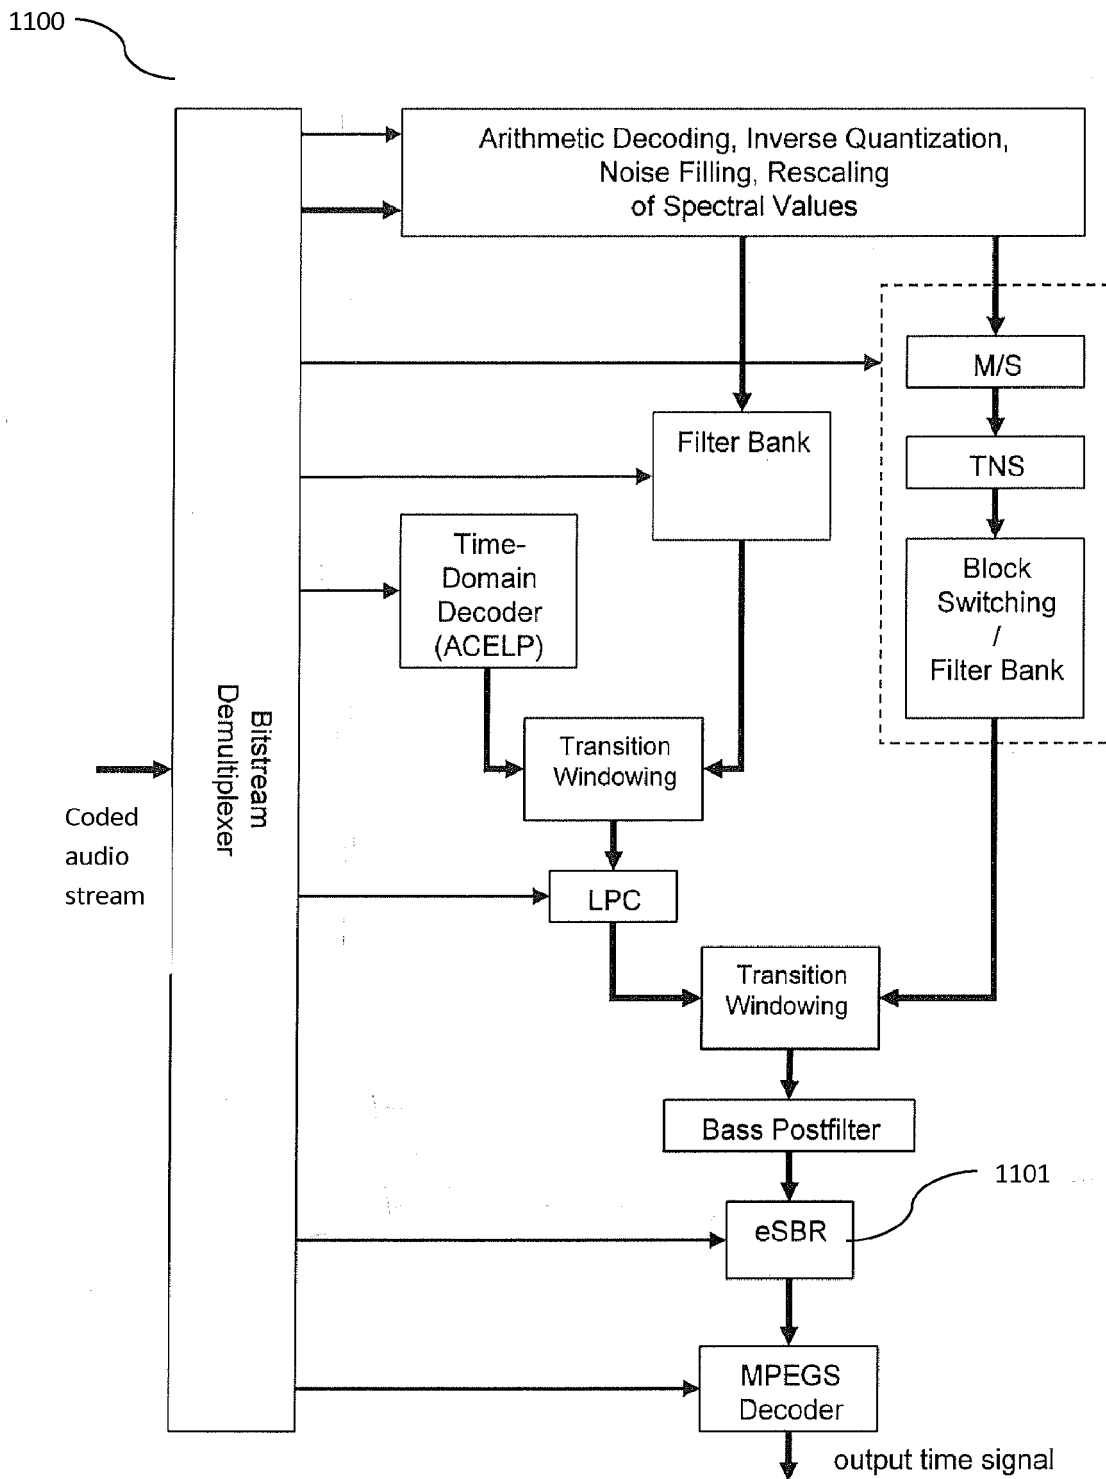 1100
Arithmetic Decoding, Inverse Quantization,
Noise Filling, Rescaling
of Spectral Values
M/S
Filter Bank
TNS
Time-
Domain
Decoder
(ACELP)
Block
Switching
/
Filter Bank
Bitstream
Demultiplexer
Transition
Windowing
Coded
audio
stream
LPC
Transition
Windowing
Bass Postfilter
1101
eSBR
MPEGS
Decoder
output time signal